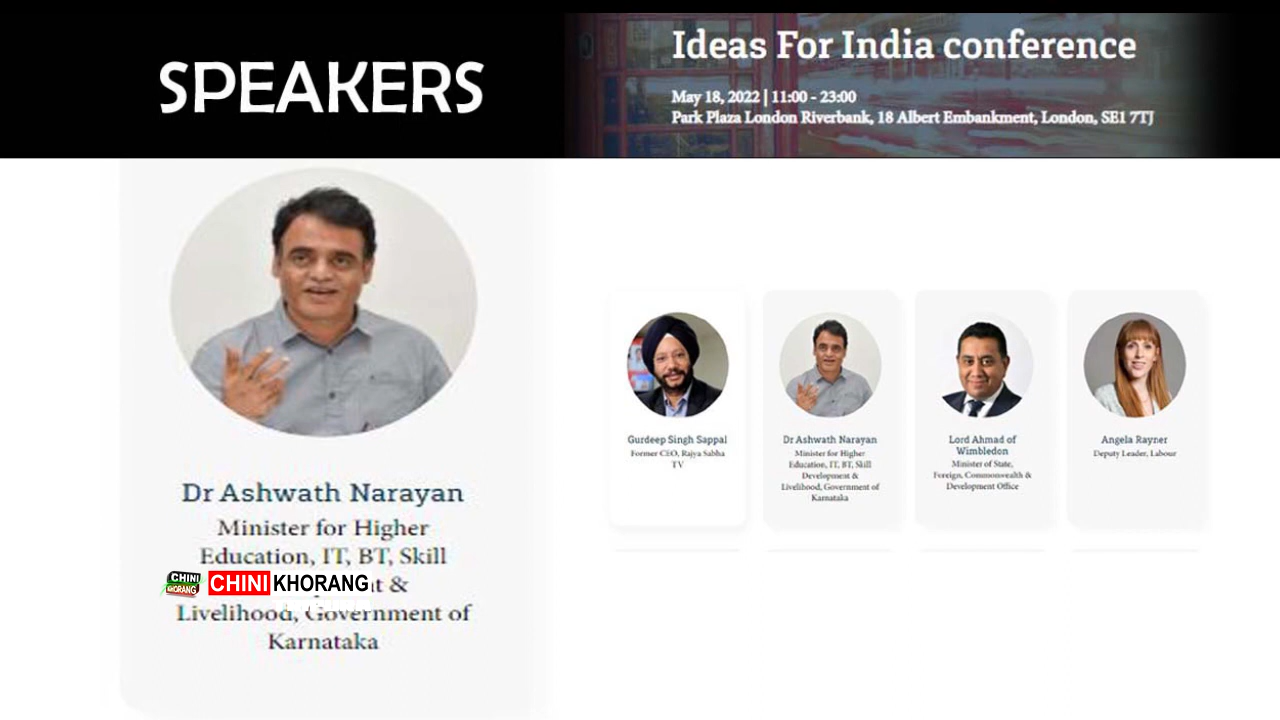 SPEAKERS
Ideas For India conference
May 18, 2022 | 11:00 - 23:00
Park Plaza London Riverbank, 18 Albert Embankment, London, SE1 7TJ
Dr Ashwath Narayan
Minister for Higher
Education, IT, BT, Skill
&
Livelihood, Government of
Karnataka
CHINI
KHORANG
CHINI KHORANG
Gurdeep Singh Sappal
Former CEO, Rajya Sabha
TV
Dr Ashwath Narayan
Minister for Higher
Education, IT, BT, Skill
Development &
Livelihood, Government of
Karnataka
Lord Ahmad of
Wimbledon
Minister of State,
Foreign, Commonwealth &
Development Office
Angela Rayner
Deputy Leader, Labour